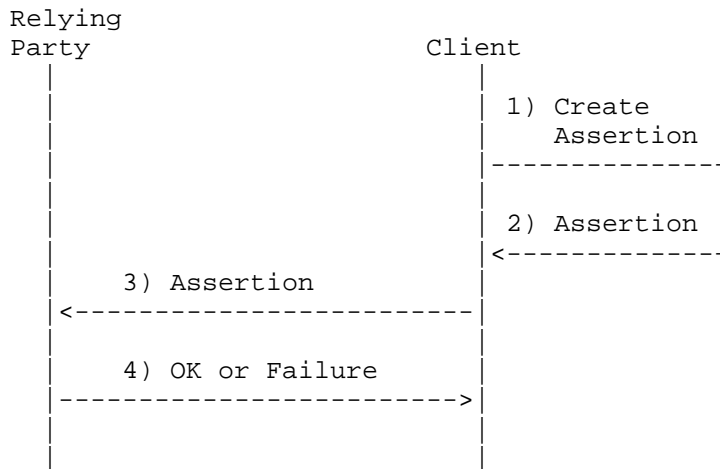 Relying
Party Client
1) Create
Assertion
2) Assertion
3) Assertion
4) OK or Failure